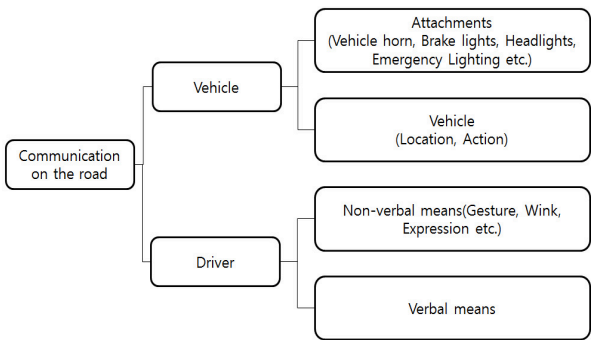 Communication
on the road
Vehicle
Attachments
(Vehicle horn, Brake lights, Headlights,
Emergency Lighting etc.)
Vehicle
(Location, Action)
Driver
Non-verbal means(Gesture, Wink,
Expression etc.)
Verbal means